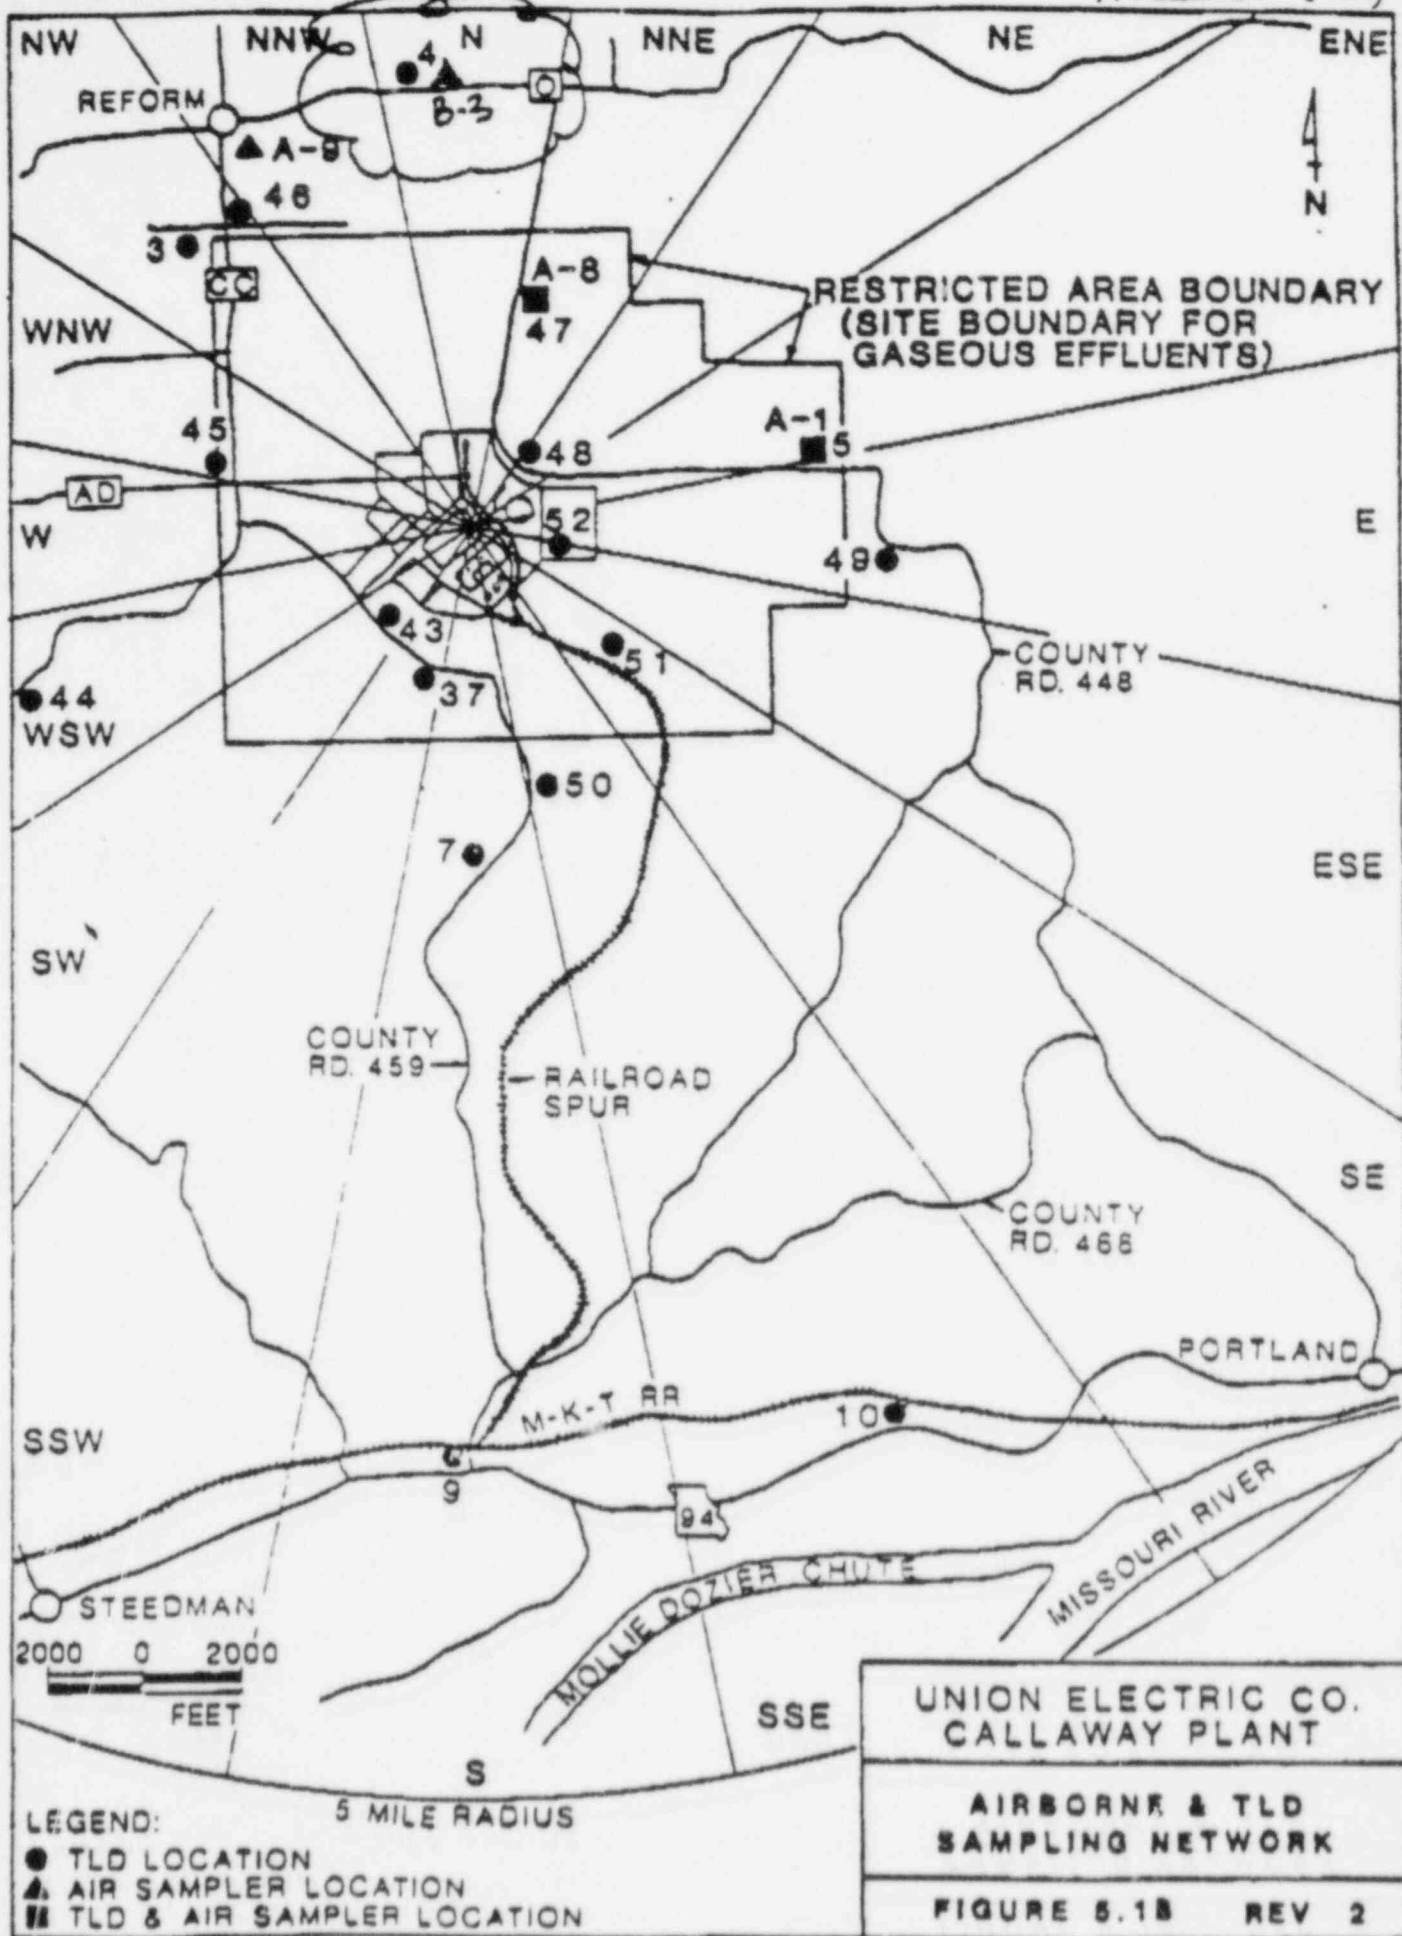 NW
NNW
N
NNE
NE
ENE
4
C
REFORM
B-3
A-9
46
N
3
CC
A-8
47
RESTRICTED AREA BOUNDARY
(SITE BOUNDARY FOR
GASEOUS EFFLUENTS)
WNW
45
48
A-1
5
AD
52
W
E
49
43
51
COUNTY
RD. 448
37
44
WSW
50
7
ESE
SW
COUNTY
RD. 459
RAILROAD
SPUR
SE
COUNTY
RD. 466
PORTLAND
M-K-T RR
10
SSW
9
94
MISSOURI RIVER
MOLLIE DOZIER CHUTE
STEEDMAN
2000 0 2000
FEET
SSE
S
5 MILE RADIUS
LEGEND:
TLD LOCATION
AIR SAMPLER LOCATION
TLD & AIR SAMPLER LOCATION
UNION ELECTRIC CO.
CALLAWAY PLANT
AIRBORNE & TLD
SAMPLING NETWORK
FIGURE 5.1B REV 2